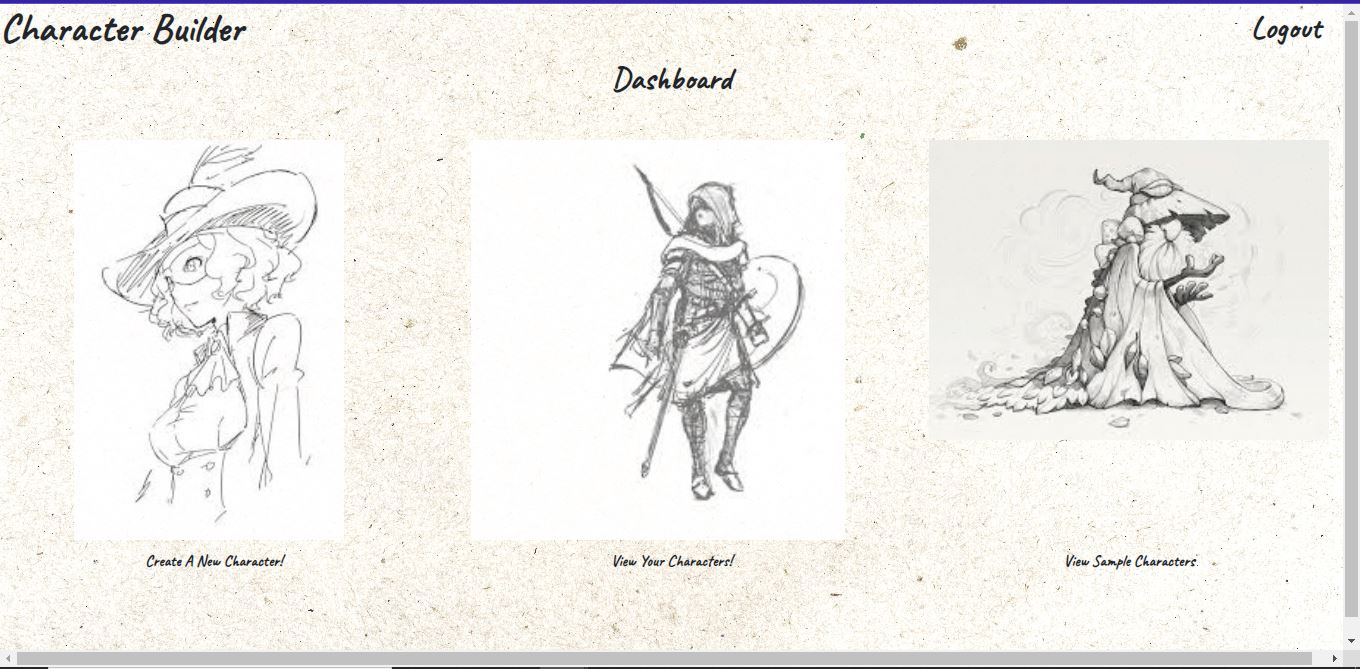 Character Builder
Logout
Dashboard
Create A New Character!
View Your Characters!
View Sample Characters.